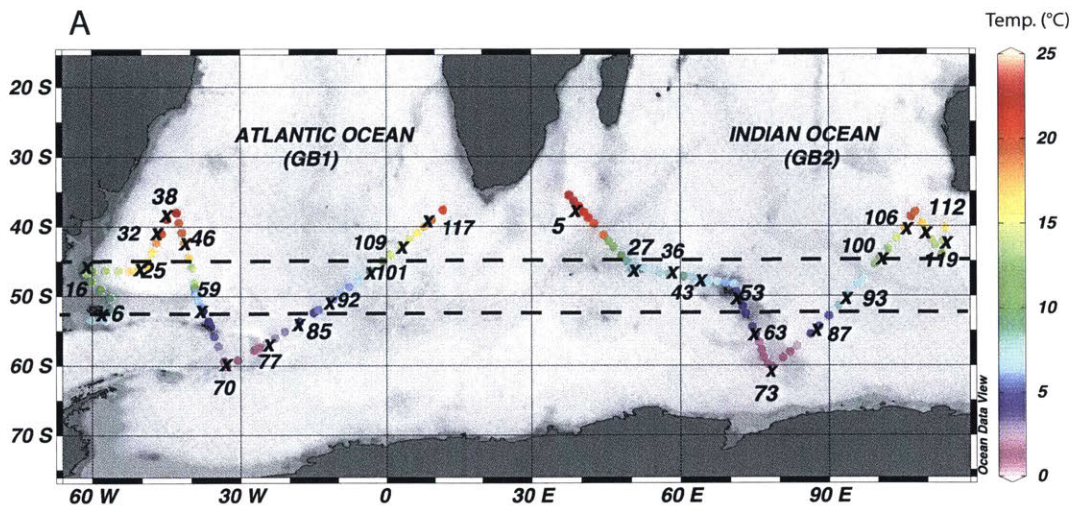 A
Temp. (°C)
25
20
15
10
5
0
20 S
30 S
40 S
50 S
60 S
70 S
60 W
30 W
0
30 E
60 E
90 E
ATLANTIC OCEAN
(GB1)
INDIAN OCEAN
(GB2)
38
32
46
25
16
6
59
70
77
85
92
101
109
117
5
27
36
43
53
63
73
87
93
100
106
112
119
Ocean Data View